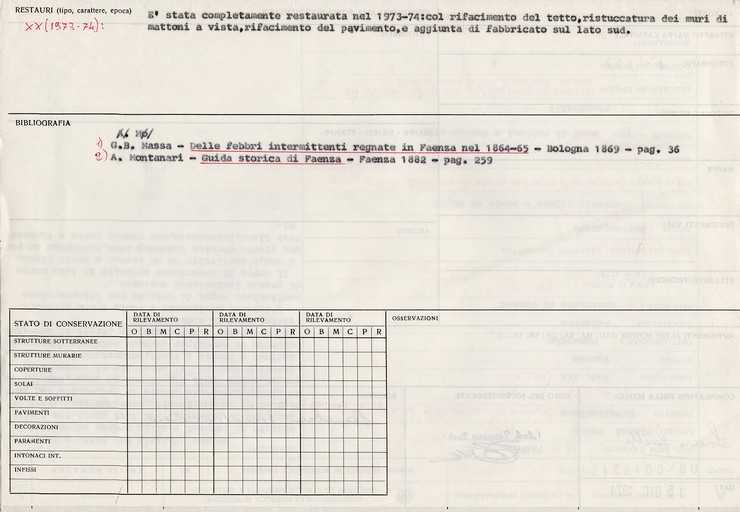 RESTAURI (tipo, carattere, epoca)
XX (1973-74):
E' stata completamente restaurata nel 1973-74:col rifacimento del tetto,ristuccatura dei muri di
mattoni a vista,rifacimento del pavimento,e aggiunta di fabbricato sul lato sud.
BIBLIOGRAFIA
1) G.B. Massa - Delle febbri intermittenti regnate in Faenza nel 1864-65 - Bologna 1869 - pag. 36
2) A. Montanari - Guida storica di Faenza - Faenza 1882 - pag. 259
STATO DI CONSERVAZIONE
DATA DI RILEVAMENTO
DATA DI RILEVAMENTO
DATA DI RILEVAMENTO
OSSERVAZIONI
O B M C P R O B M C P R O B M C P R
STRUTTURE SOTTERRANEE
STRUTTURE MURARIE
COPERTURE
SOLAI
VOLTE E SOFFITTI
PAVIMENTI
DECORAZIONI
PARAMENTI
INTONACI INT.
INFISSI